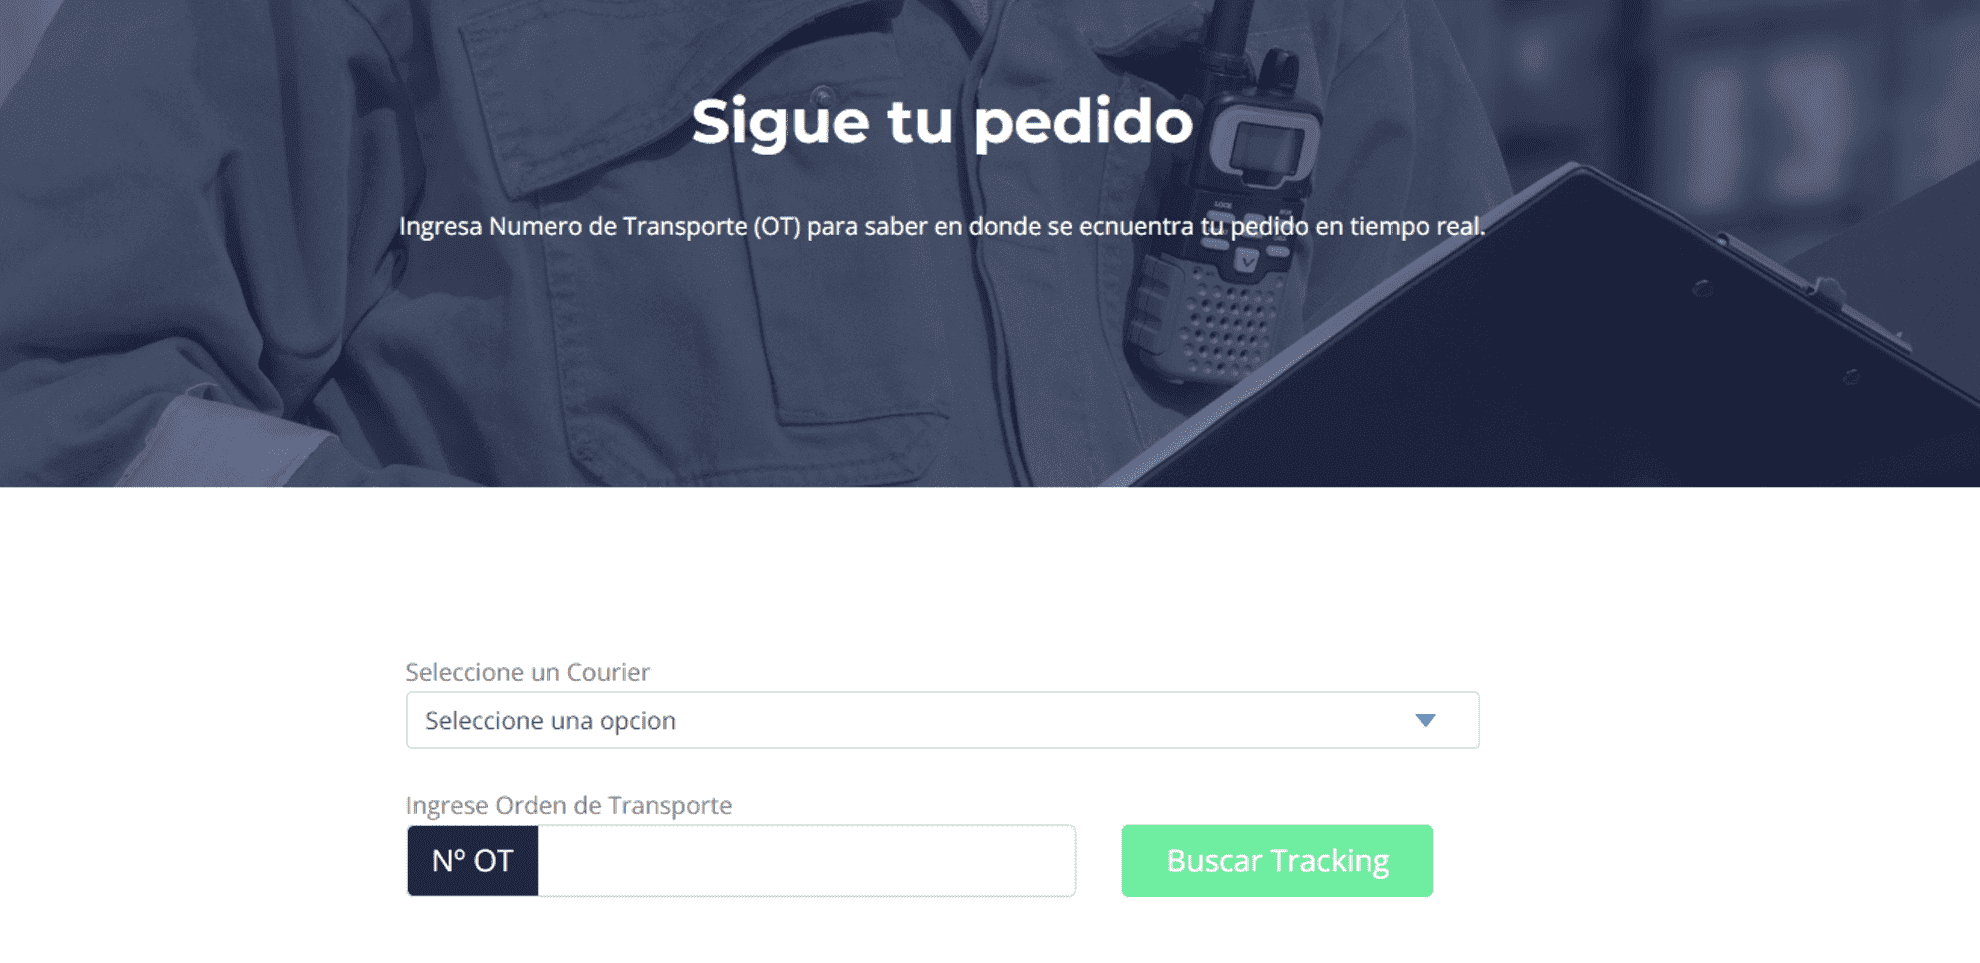 Sigue tu pedido
Ingresa Numero de Transporte (OT) para saber en donde se ecnuentra tu pedido en tiempo real.
LOCK
Seleccione un Courier
Seleccione una opcion
Ingrese Orden de Transporte
Nº OT
Buscar Tracking